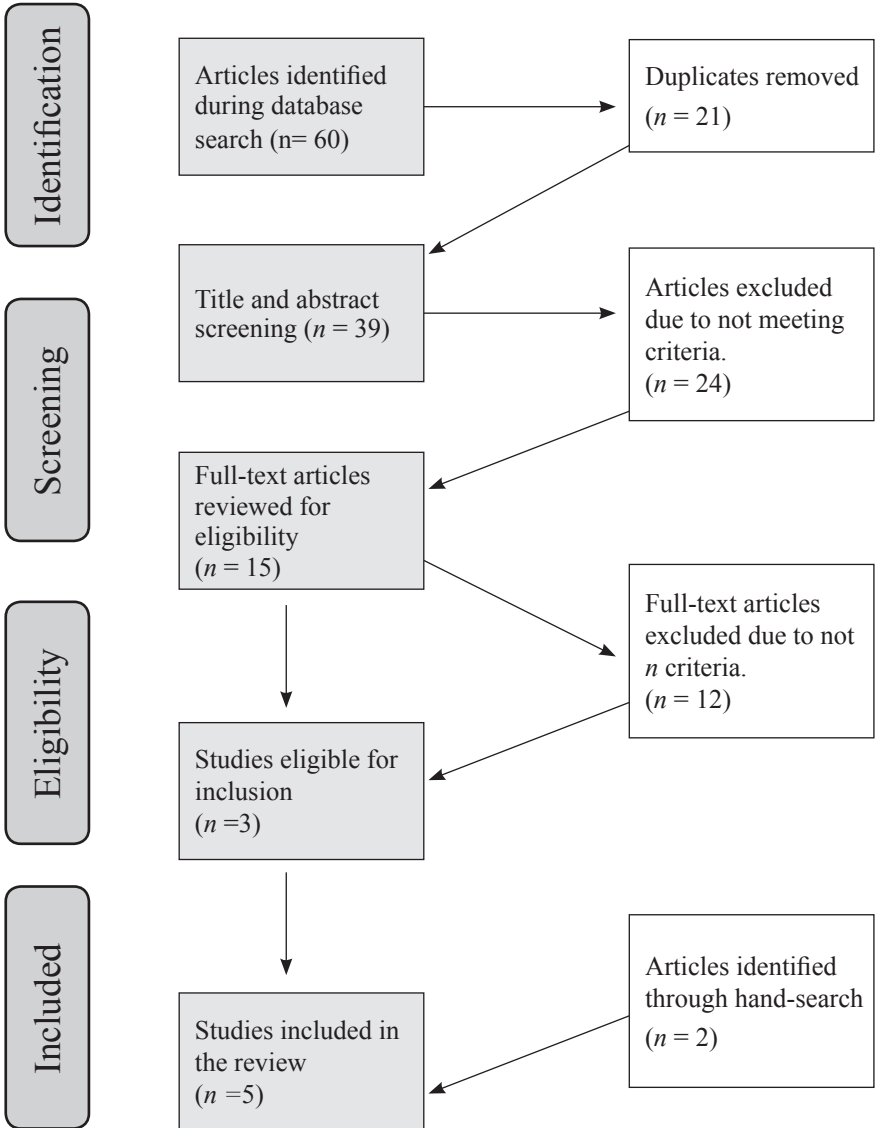 Identification
Articles identified
during database
search (n= 60)
Duplicates removed
(n = 21)
Screening
Title and abstract
screening (n = 39)
Articles excluded
due to not meeting
criteria.
(n = 24)
Full-text articles
reviewed for
eligibility
(n = 15)
Eligibility
Full-text articles
excluded due to not
n criteria.
(n = 12)
Studies eligible for
inclusion
(n =3)
Included
Articles identified
through hand-search
(n = 2)
Studies included in
the review
(n =5)